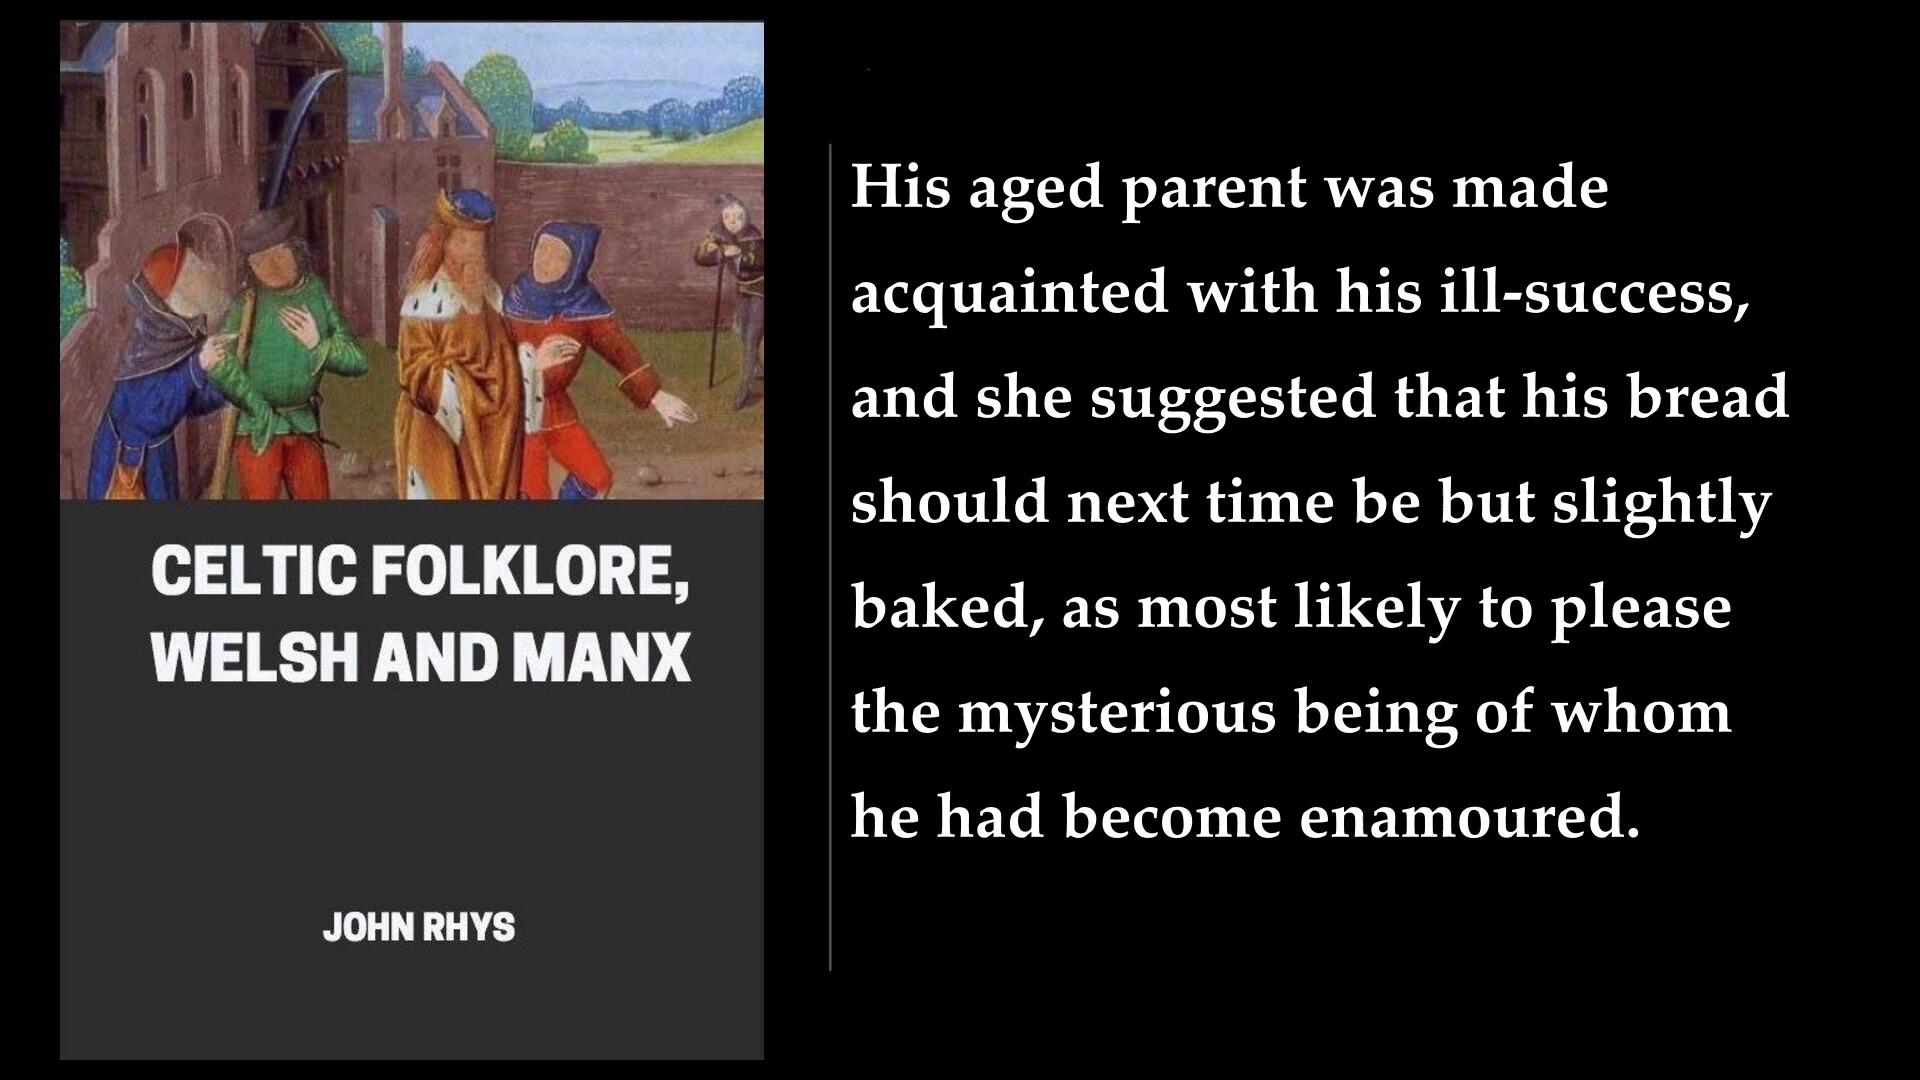 CELTIC FOLKLORE,
WELSH AND MANX
JOHN RHYS
His aged parent was made
acquainted with his ill-success,
and she suggested that his bread
should next time be but slightly
baked, as most likely to please
the mysterious being of whom
he had become enamoured.